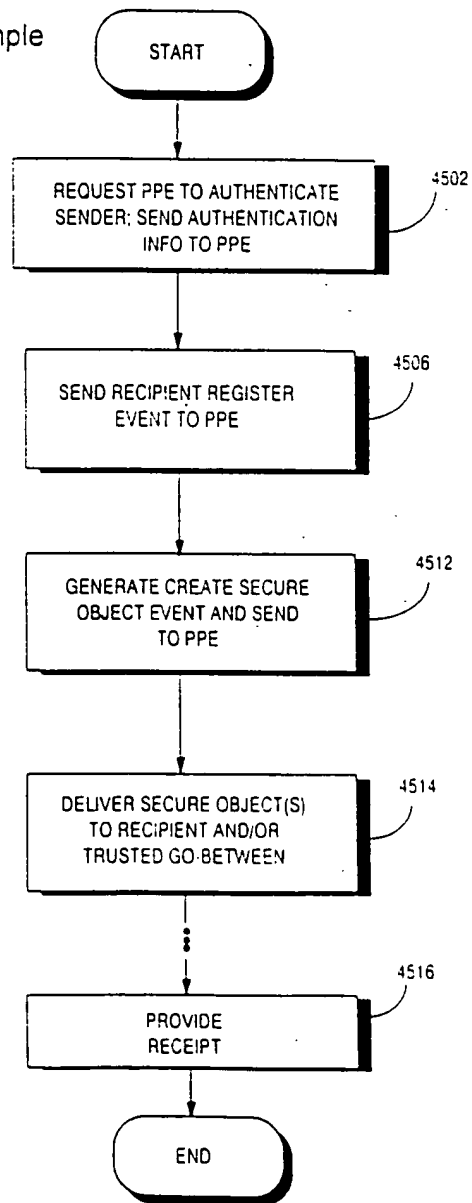 START
REQUEST PPE TO AUTHENTICATE
SENDER; SEND AUTHENTICATION
INFO TO PPE
4502
SEND RECIPIENT REGISTER
EVENT TO PPE
4506
GENERATE CREATE SECURE
OBJECT EVENT AND SEND
TO PPE
4512
DELIVER SECURE OBJECT(S)
TO RECIPIENT AND/OR
TRUSTED GO-BETWEEN
4514
PROVIDE
RECEIPT
4516
END